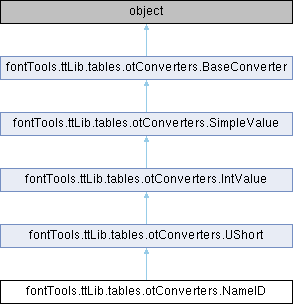 object
fontTools.ttLib.tables.otConverters.BaseConverter
fontTools.ttLib.tables.otConverters.SimpleValue
fontTools.ttLib.tables.otConverters.IntValue
fontTools.ttLib.tables.otConverters.UShort
fontTools.ttLib.tables.otConverters.NameID